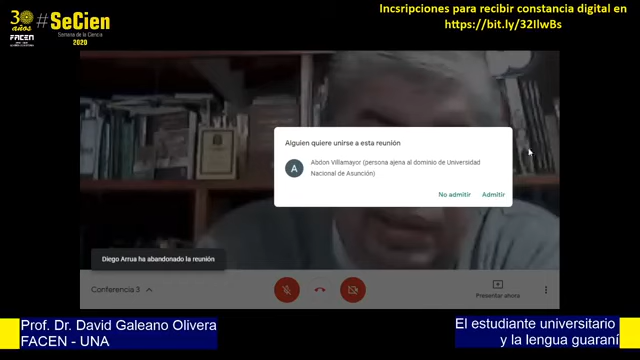 Incsripciones para recibir constancia digital en
https://bit.ly/32IlwBs
30 años
FACEN
#SeCien
Semana de la Ciencia
2020
Alguien quiere unirse a esta reunión
A
Abdon Villamayor (persona ajena al dominio de Universidad
Nacional de Asunción)
No admitir Admitir
Diego Arrua ha abandonado la reunión
Conferencia 3
Presentar ahora
Prof. Dr. David Galeano Olivera
FACEN - UNA
El estudiante universitario
y la lengua guaraní